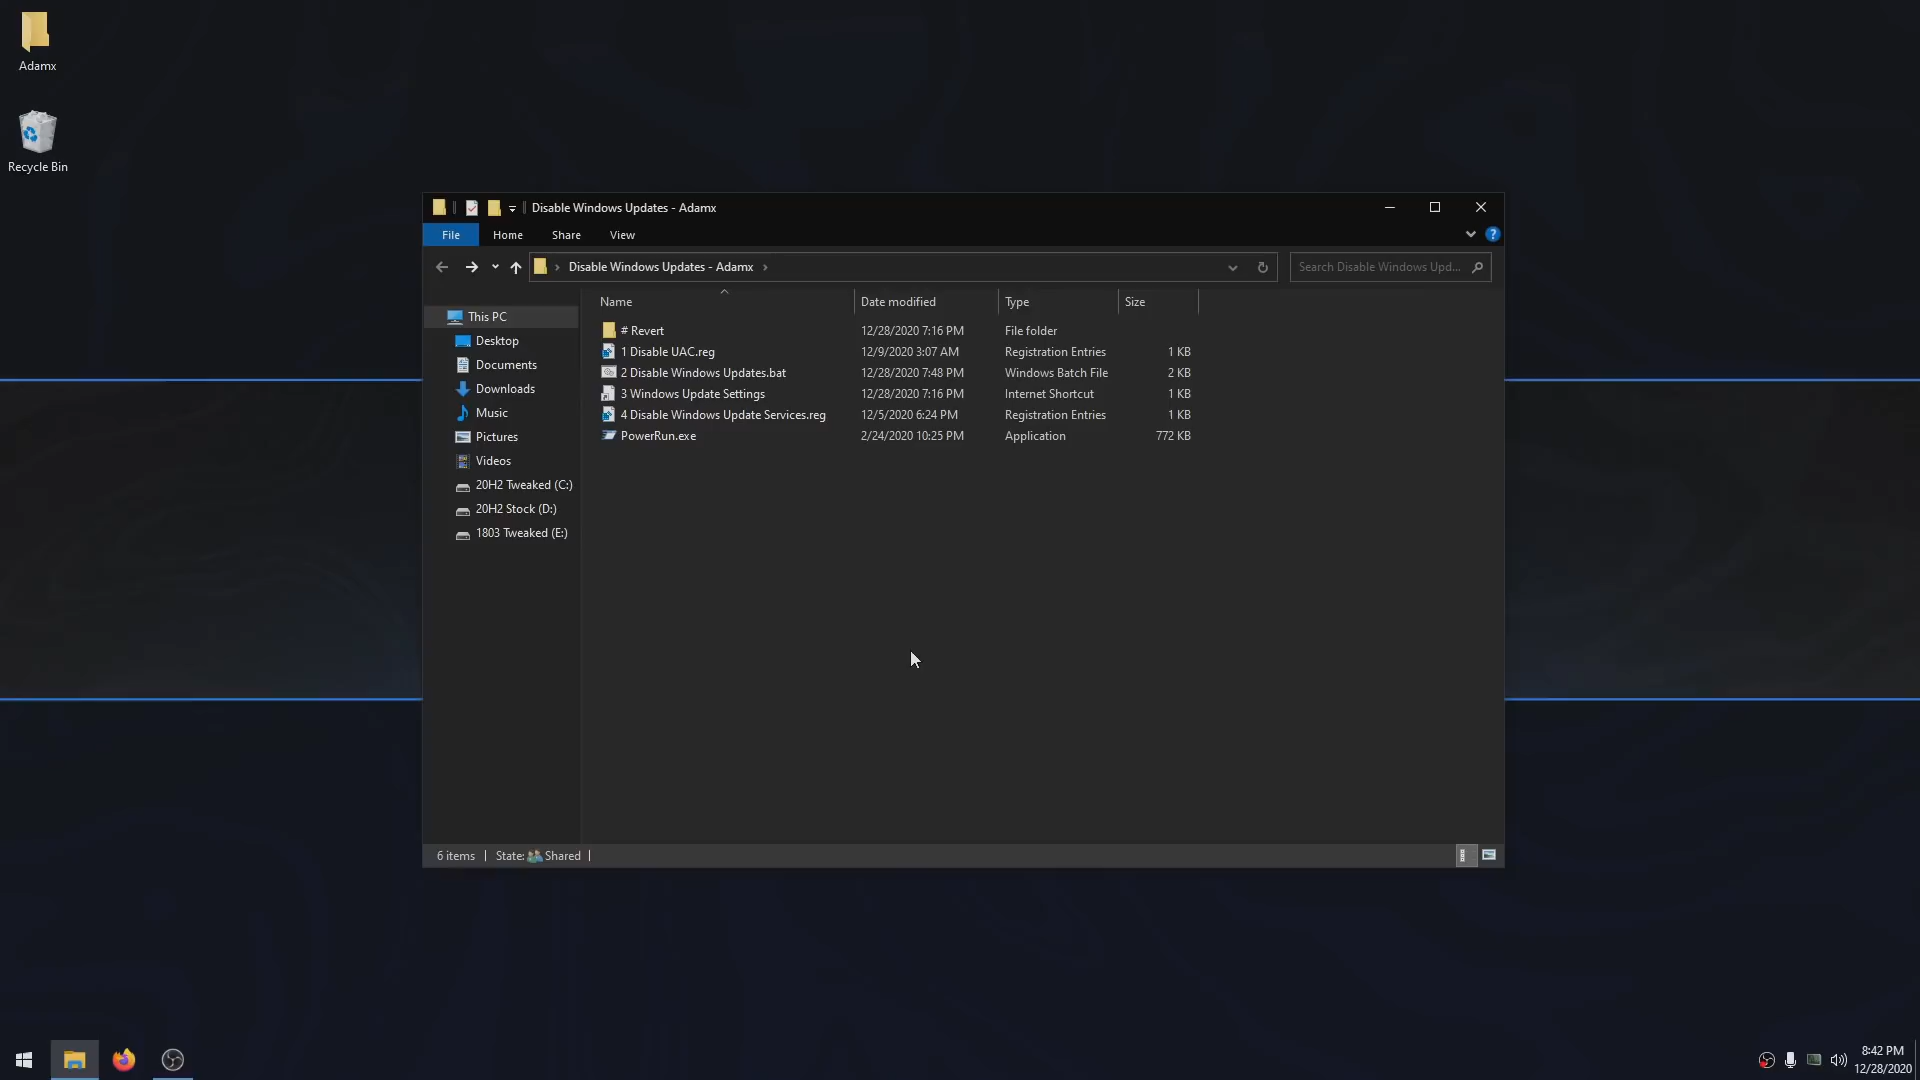 Adamx
Recycle Bin
Disable Windows Updates - Adamx
File Home Share View
Disable Windows Updates - Adamx
Search Disable Windows Upd...
Name Date modified Type Size
This PC
Desktop
Documents
Downloads
Music
Pictures
Videos
20H2 Tweaked (C:)
20H2 Stock (D:)
1803 Tweaked (E:)
# Revert 12/28/2020 7:16 PM File folder
1 Disable UAC.reg 12/9/2020 3:07 AM Registration Entries 1 KB
2 Disable Windows Updates.bat 12/28/2020 7:48 PM Windows Batch File 2 KB
3 Windows Update Settings 12/28/2020 7:16 PM Internet Shortcut 1 KB
4 Disable Windows Update Services.reg 12/5/2020 6:24 PM Registration Entries 1 KB
PowerRun.exe 2/24/2020 10:25 PM Application 772 KB
6 items State: Shared
8:42 PM
12/28/2020